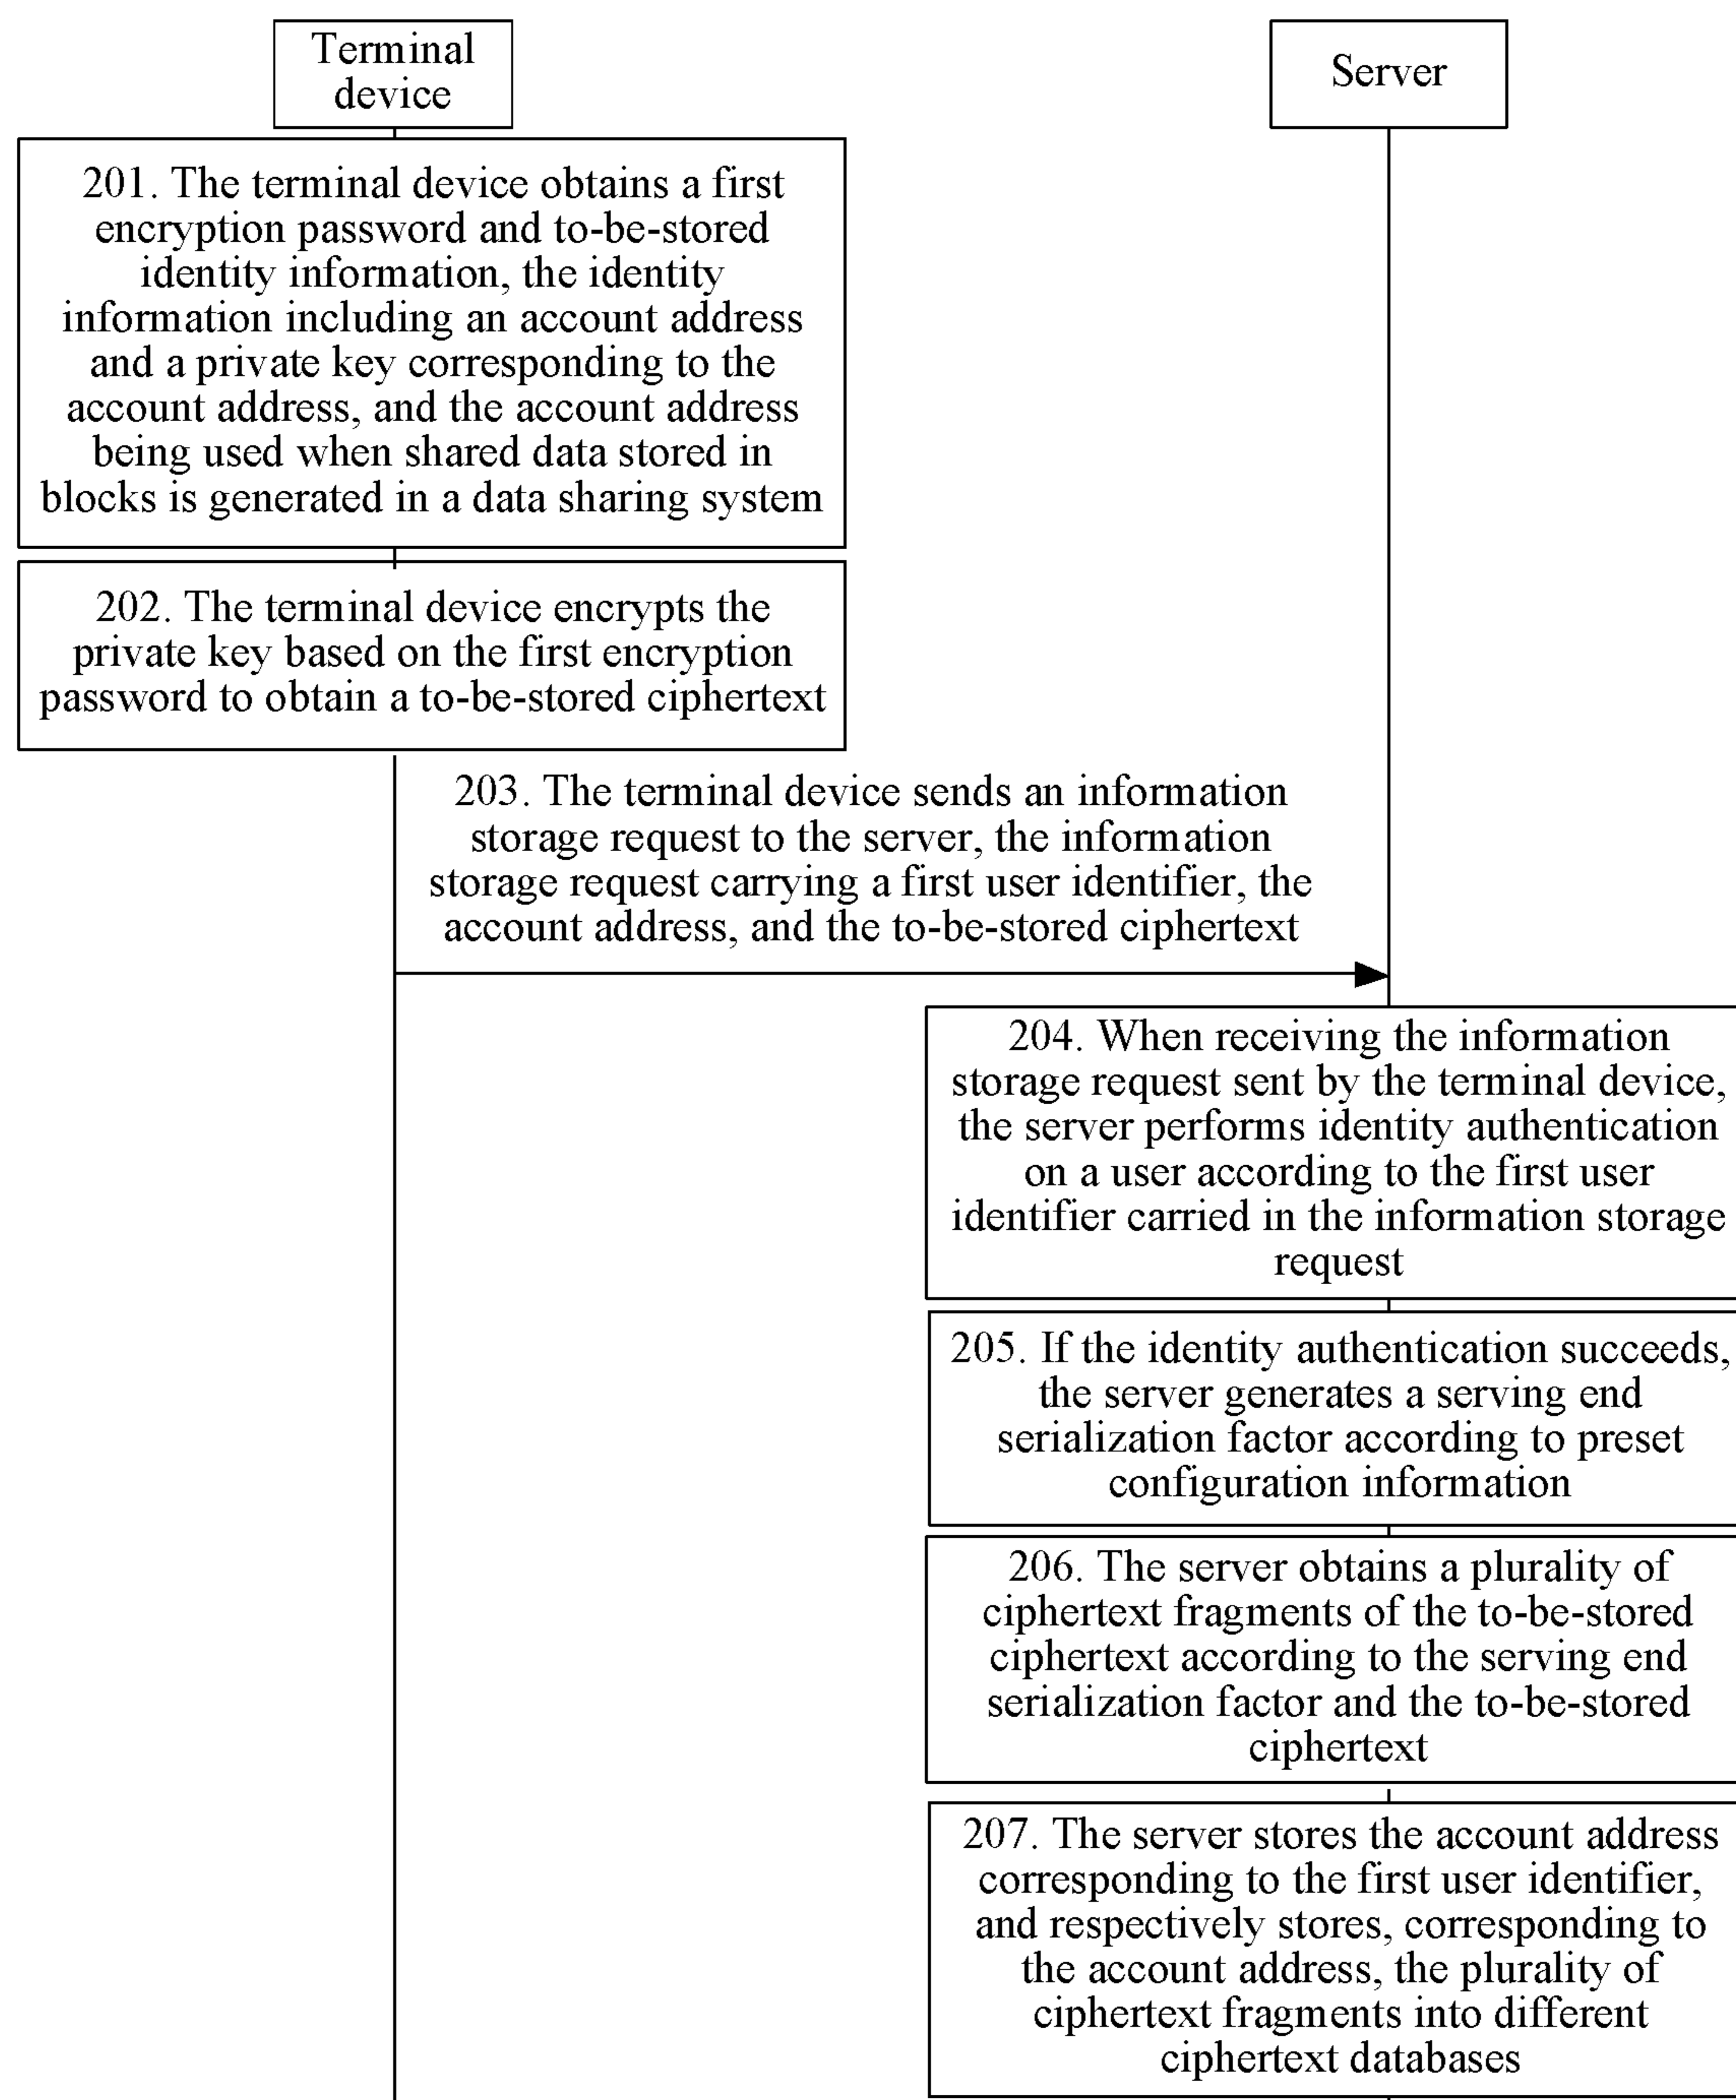 Terminal
device
Server
201. The terminal device obtains a first
encryption password and to-be-stored
identity information, the identity
information including an account address
and a private key corresponding to the
account address, and the account address
being used when shared data stored in
blocks is generated in a data sharing system
202. The terminal device encrypts the
private key based on the first encryption
password to obtain a to-be-stored ciphertext
203. The terminal device sends an information
storage request to the server, the information
storage request carrying a first user identifier, the
account address, and the to-be-stored ciphertext
204. When receiving the information
storage request sent by the terminal device,
the server performs identity authentication
on a user according to the first user
identifier carried in the information storage
request
205. If the identity authentication succeeds,
the server generates a serving end
serialization factor according to preset
configuration information
206. The server obtains a plurality of
ciphertext fragments of the to-be-stored
ciphertext according to the serving end
serialization factor and the to-be-stored
ciphertext
207. The server stores the account address
corresponding to the first user identifier,
and respectively stores, corresponding to
the account address, the plurality of
ciphertext fragments into different
ciphertext databases